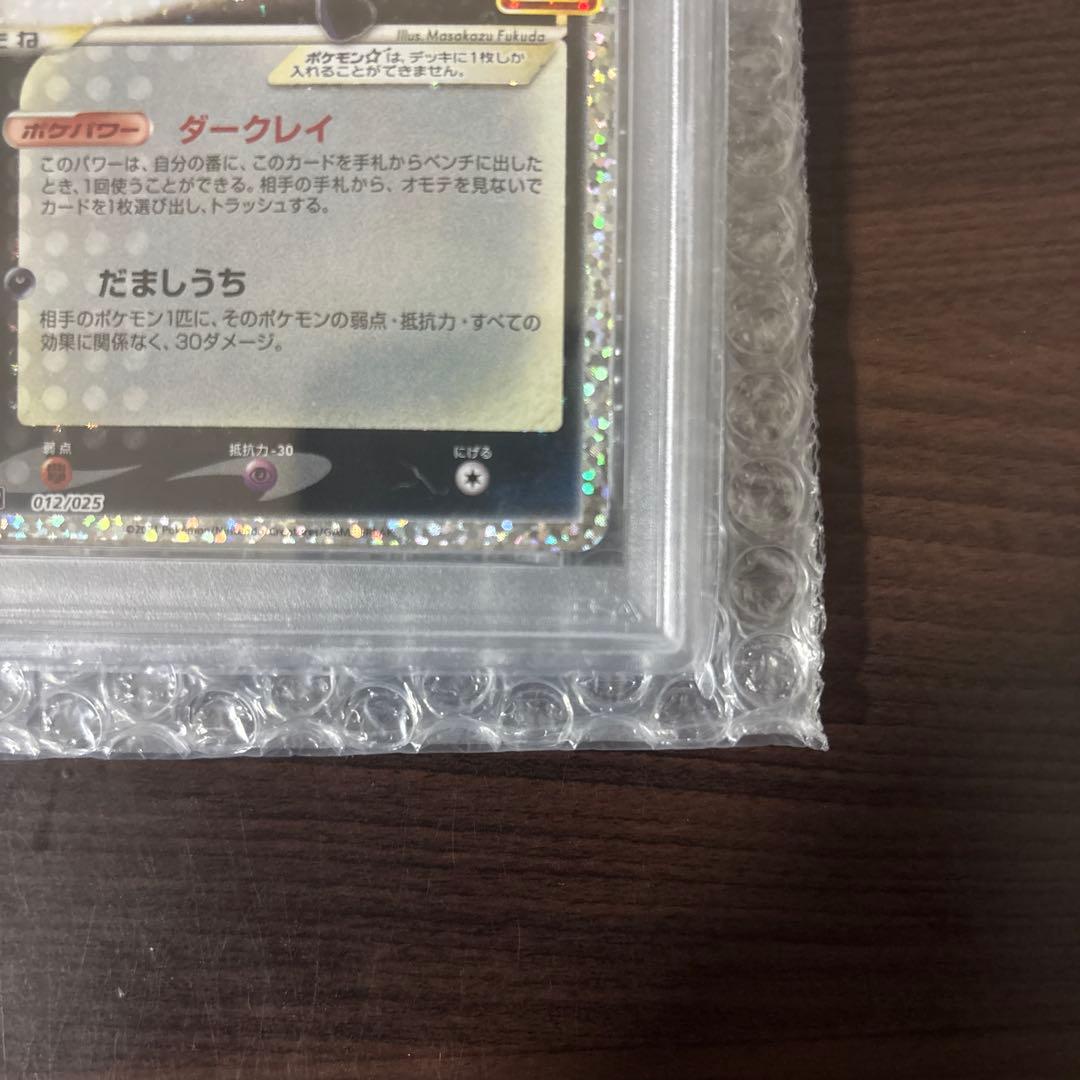 たね
Illus. Masakazu Fukuda
ポケモン☆は、デッキに1枚しか
入れることができません。
ポケパワー ダークレイ
このパワーは、自分の番に、このカードを手札からベンチに出した
とき、1回使うことができる。相手の手札から、オモテを見ないで
カードを1枚選び出し、トラッシュする。
だましうち
相手のポケモン1匹に、そのポケモンの弱点・抵抗力・すべての
効果に関係なく、30ダメージ。
弱点 抵抗力-30 にげる
012/025